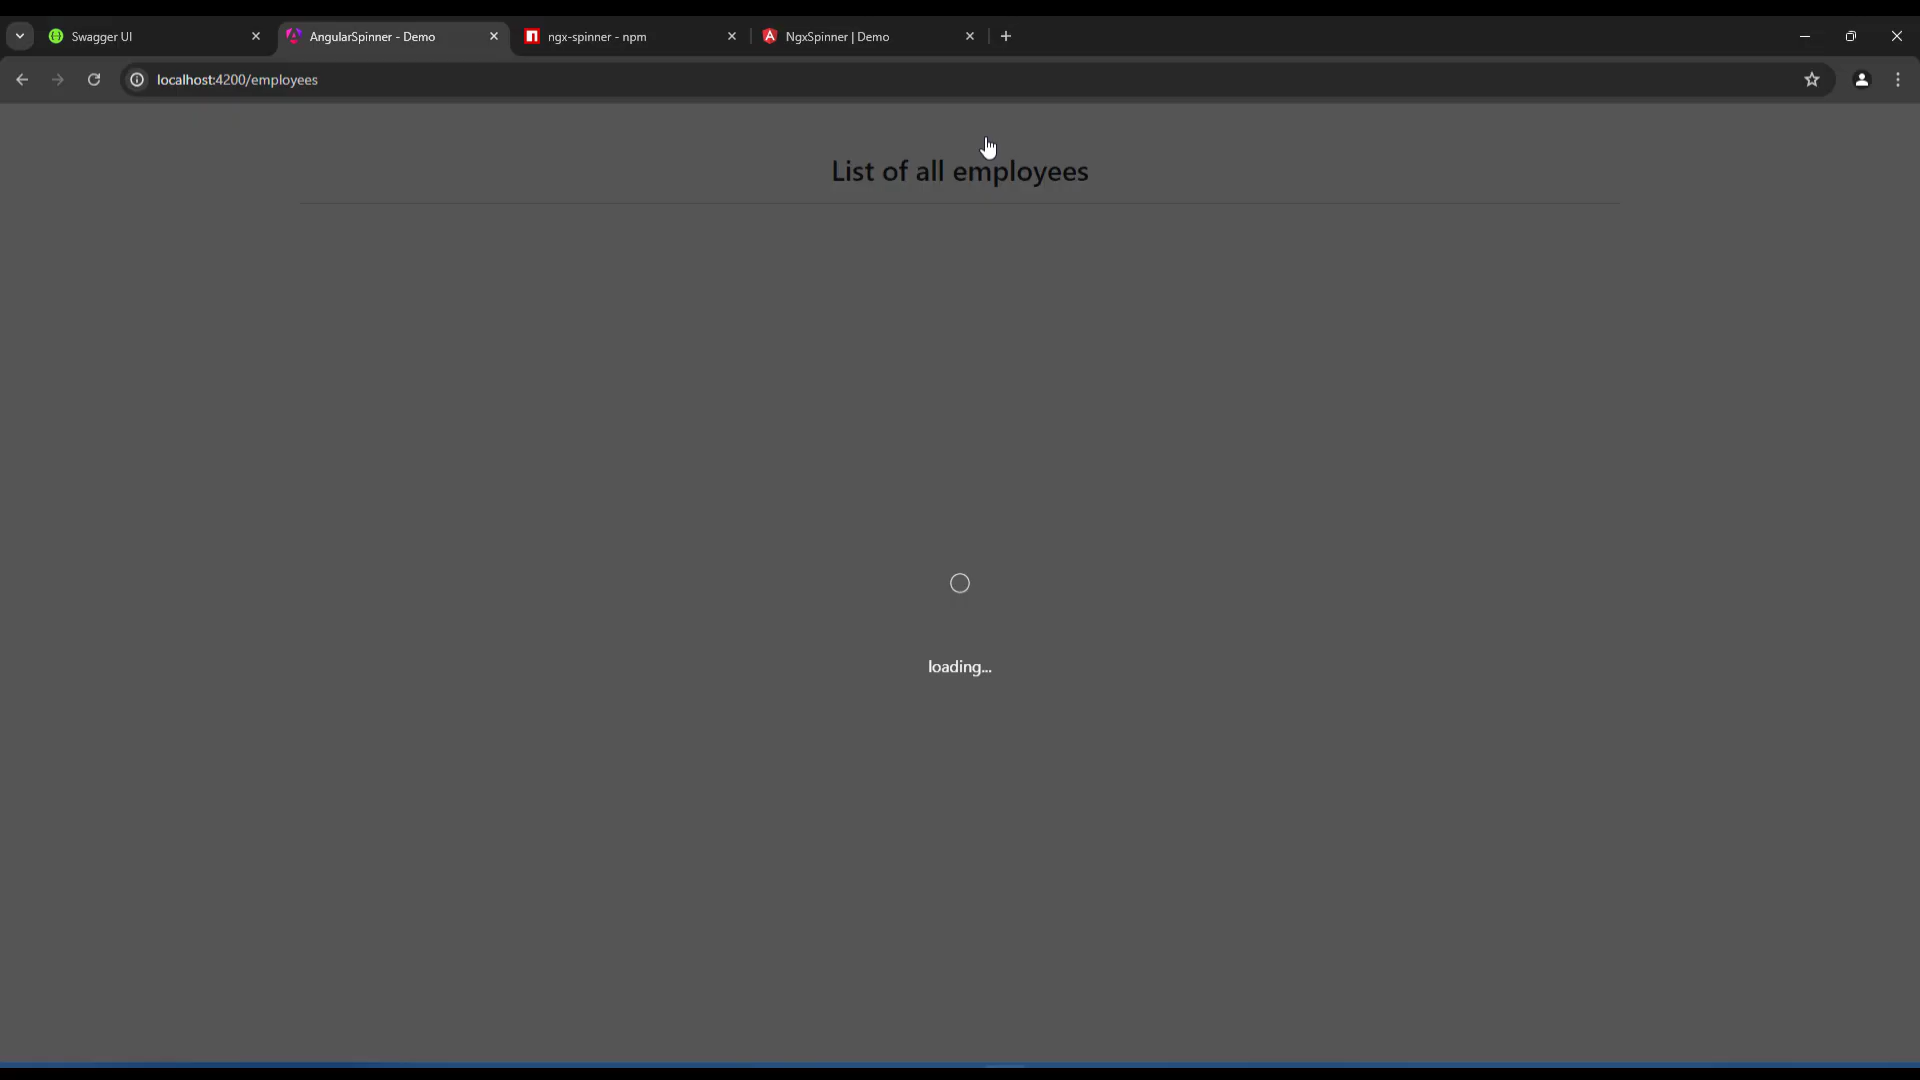 Swagger UI
AngularSpinner - Demo
ngx-spinner - npm
NgxSpinner | Demo
localhost:4200/employees
List of all employees
loading...